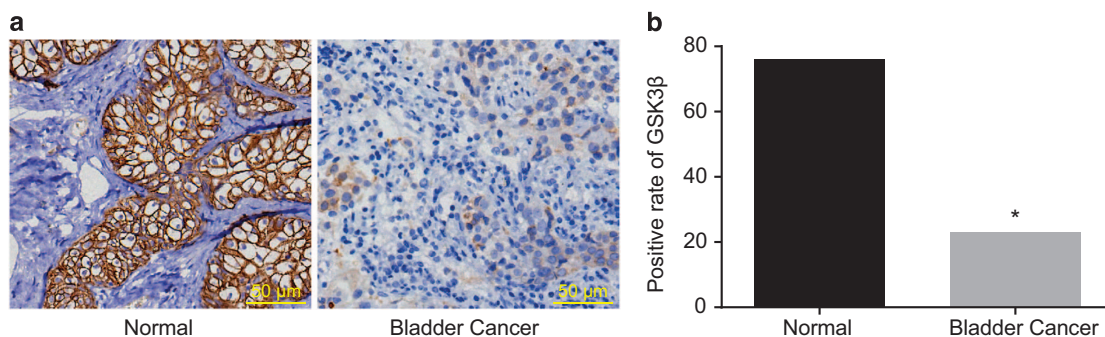 a
50 μm
50 μm
Normal
Bladder Cancer
b
Positive rate of GSK3β
80
60
40
20
0
*
Normal
Bladder Cancer